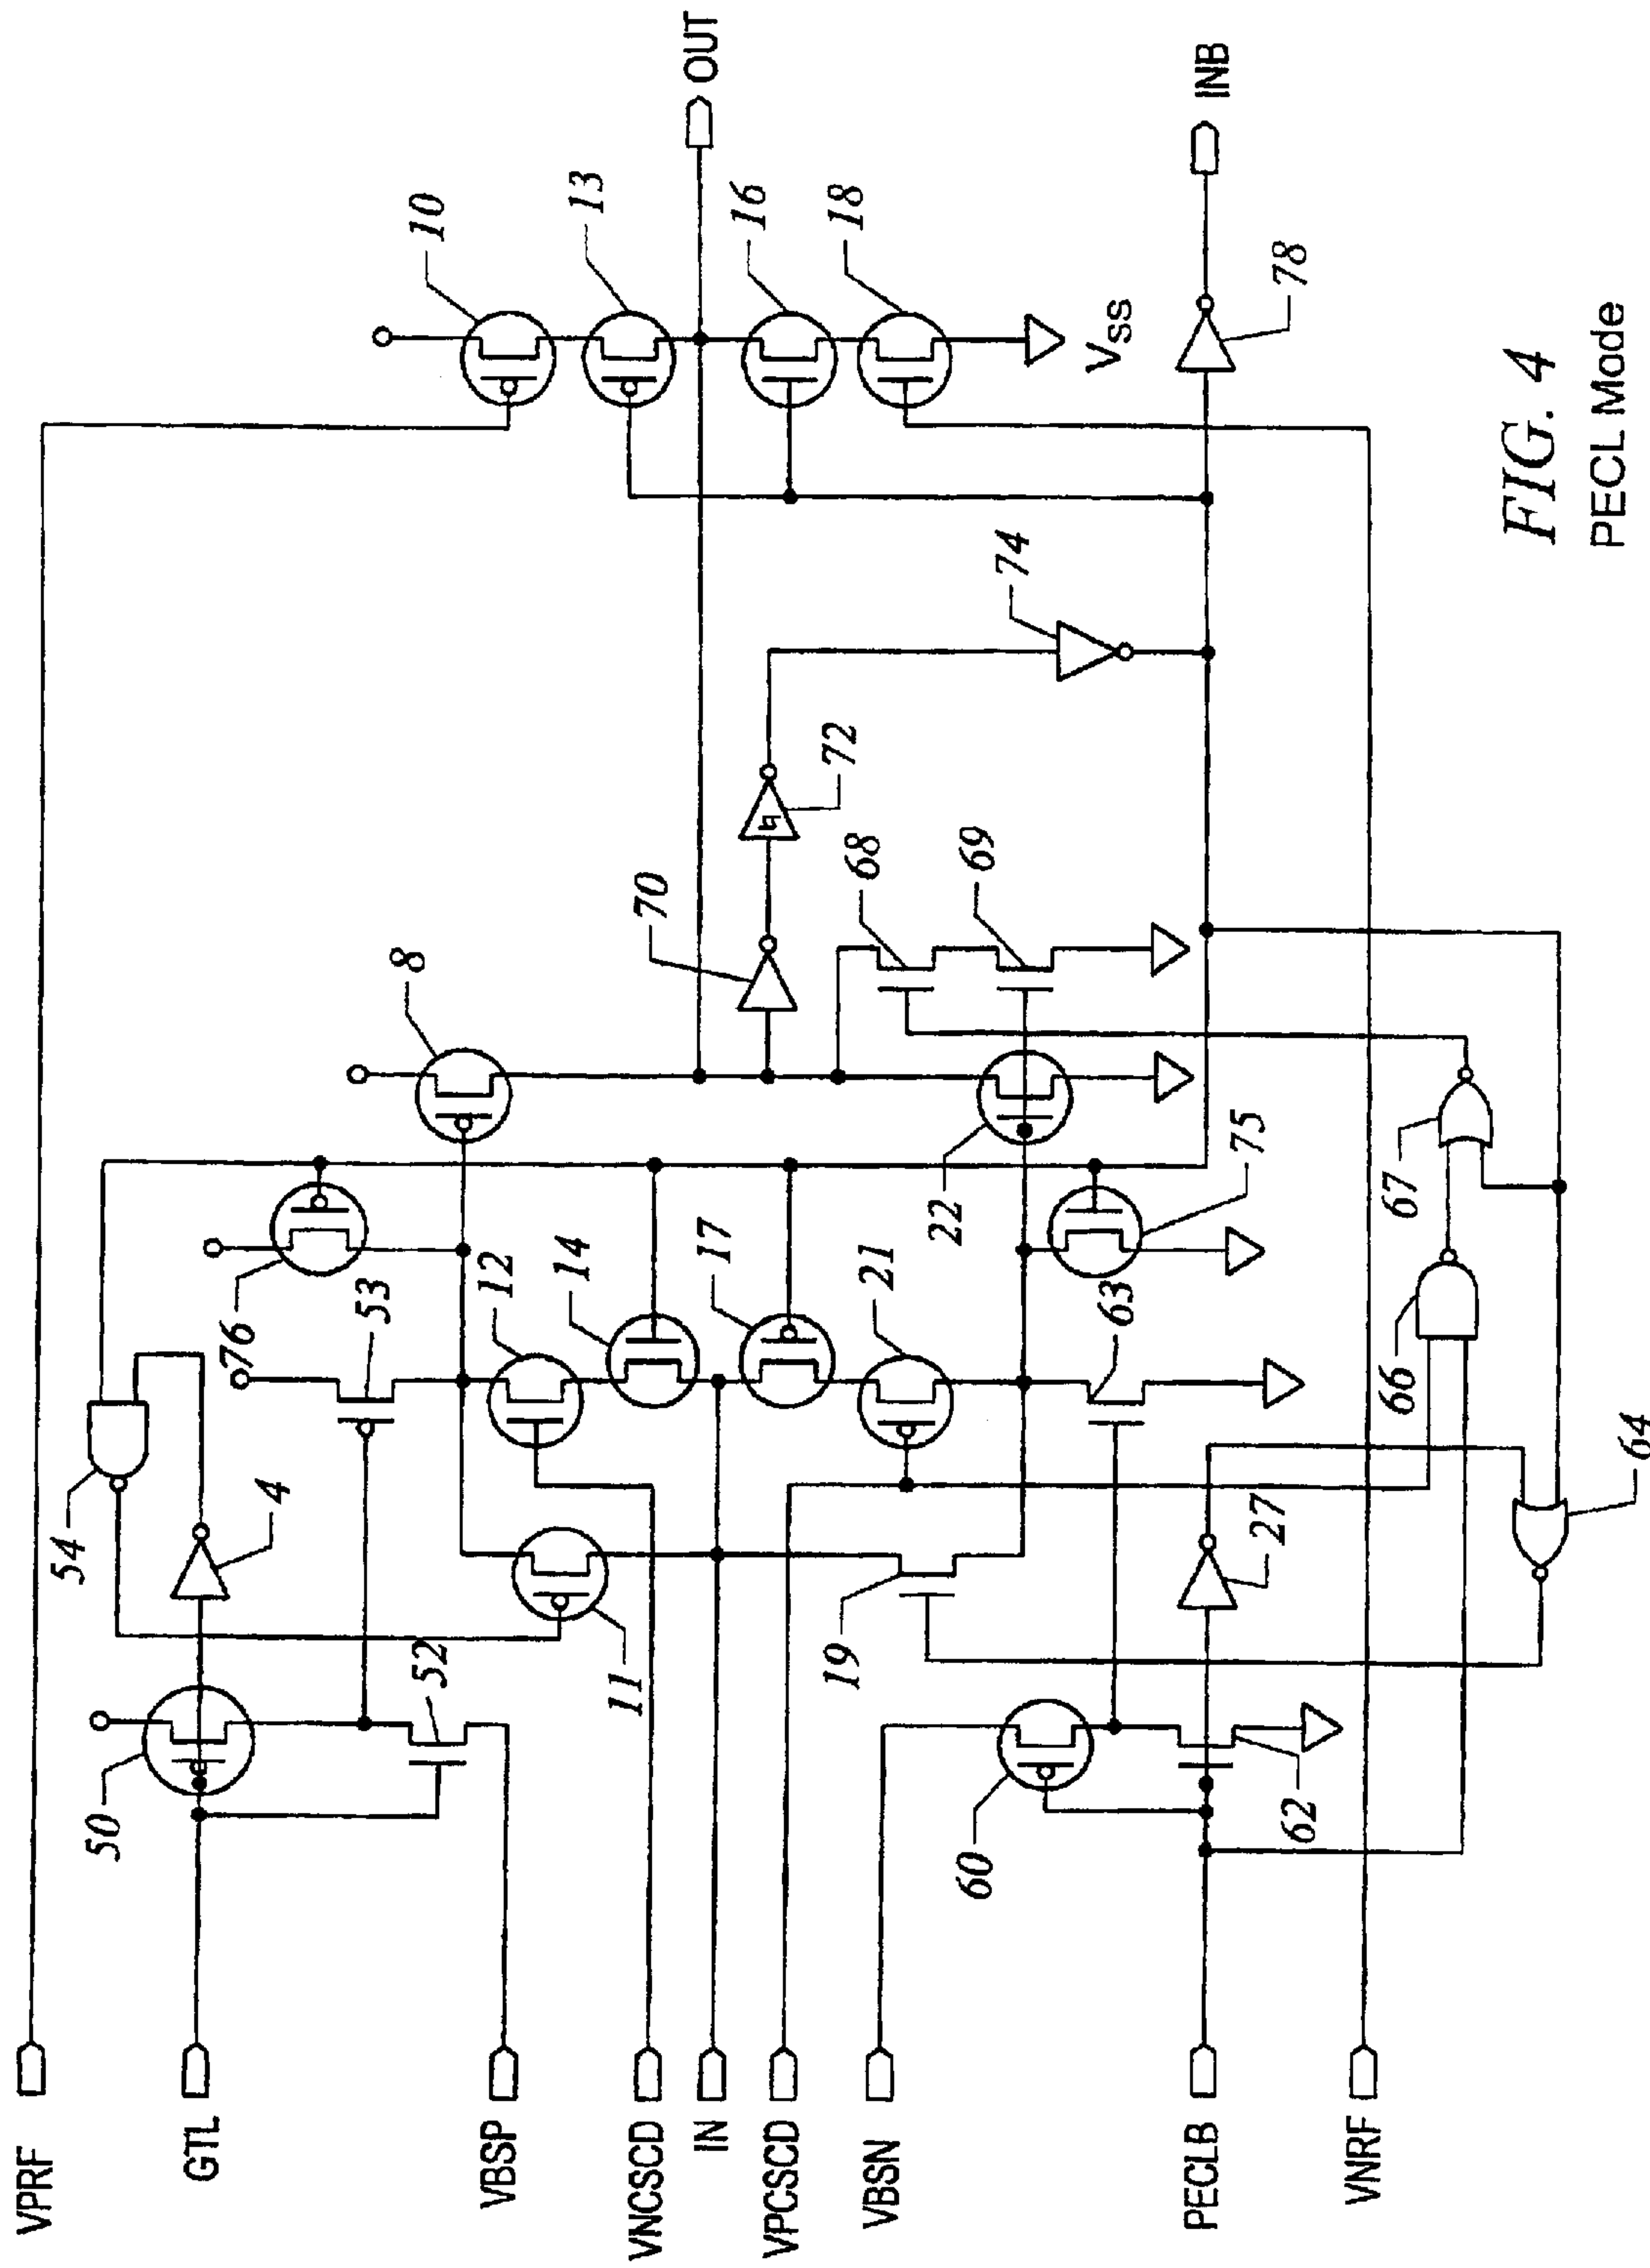 VPRF
GTL
VBSP
VNCSCD
IN
VPCSCD
VBSN
PECLB
VNRF
50
54
4
52
11
76
53
12
14
17
21
8
22
75
63
19
60
62
27
66
67
64
70
68
69
72
74
10
13
16
18
VSS
78
OUT
INB
FIG. 4
PECL Mode